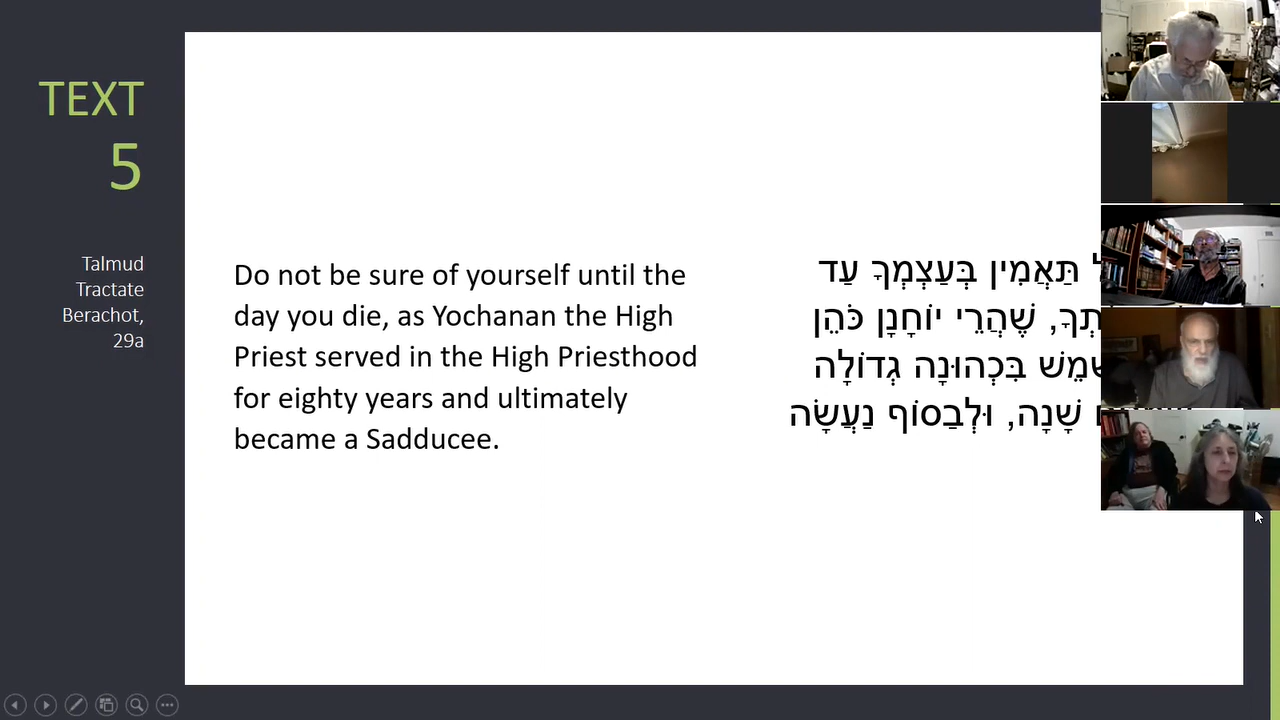 TEXT
5
Talmud
Tractate
Berachot,
29a
Do not be sure of yourself until the
day you die, as Yochanan the High
Priest served in the High Priesthood
for eighty years and ultimately
became a Sadducee.
תַּאֲמִין בְּעַצְמְךָ עַד
שֶׁהֲרֵי יוֹחָנָן כֹּהֵן
בִּכְהוּנָה גְדוֹלָה
שָׁנָה, וּלְבַסוֹף נַעֲשָׂה